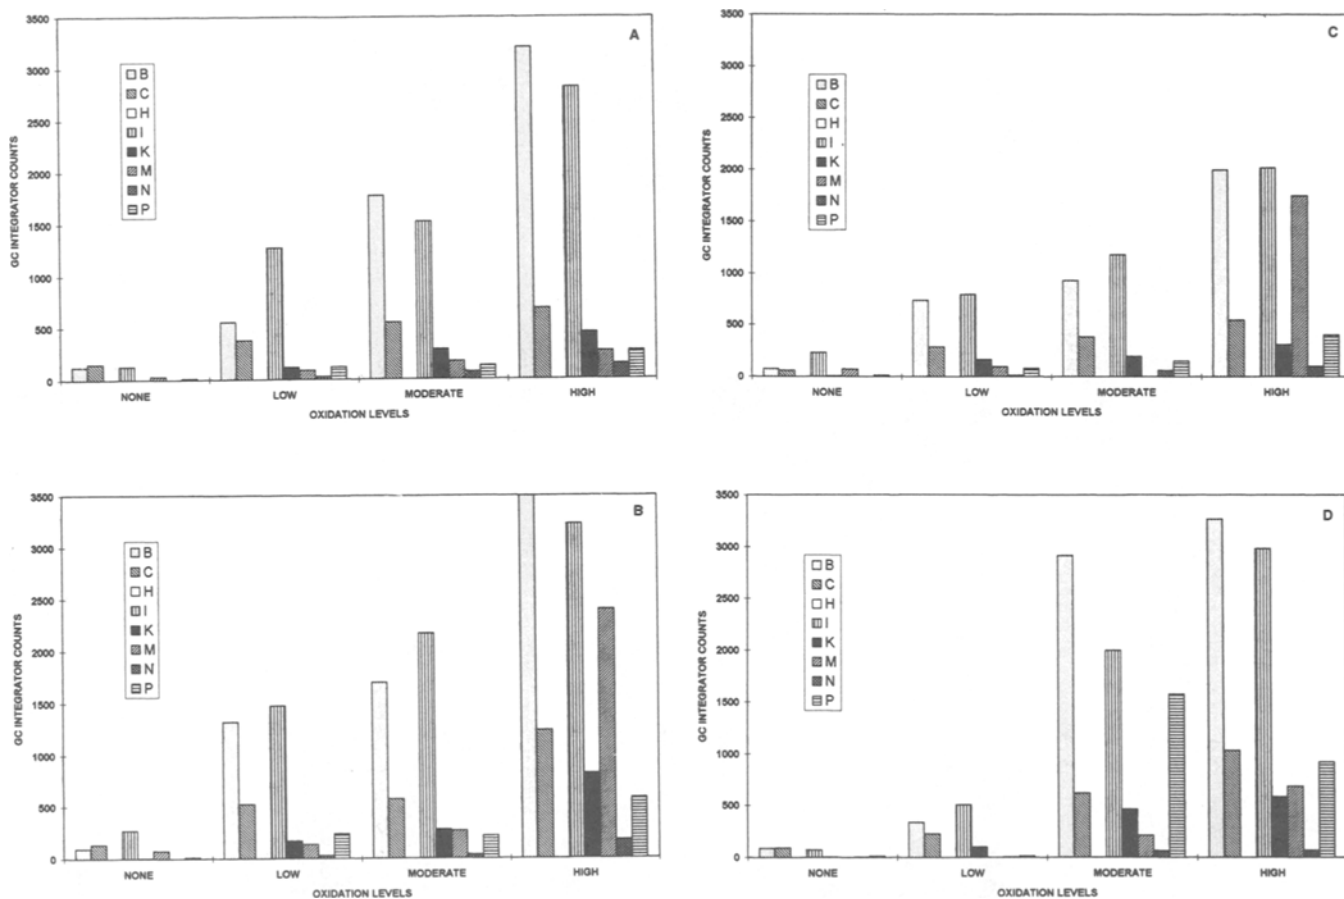 A
GC INTEGRATOR COUNTS
3500
3000
2500
2000
1500
1000
500
0
B
C
H
I
K
M
N
P
NONE LOW MODERATE HIGH
OXIDATION LEVELS
C
GC INTEGRATOR COUNTS
3500
3000
2500
2000
1500
1000
500
0
B
C
H
I
K
M
N
P
NONE LOW MODERATE HIGH
OXIDATION LEVELS
B
GC INTEGRATOR COUNTS
3500
3000
2500
2000
1500
1000
500
0
B
C
H
I
K
M
N
P
NONE LOW MODERATE HIGH
OXIDATION LEVELS
D
GC INTEGRATOR COUNTS
3500
3000
2500
2000
1500
1000
500
0
B
C
H
I
K
M
N
P
NONE LOW MODERATE HIGH
OXIDATION LEVELS